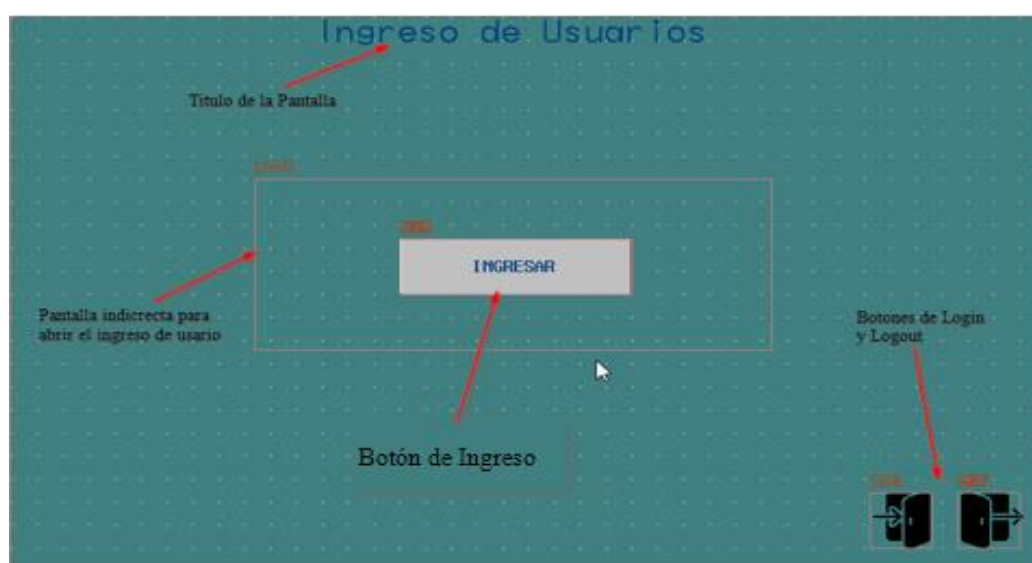 Ingreso de Usuarios
Titulo de la Pantalla
INGRESAR
Pantalla indicrecta para
abrir el ingreso de usario
Botones de Login
y Logout
Botón de Ingreso